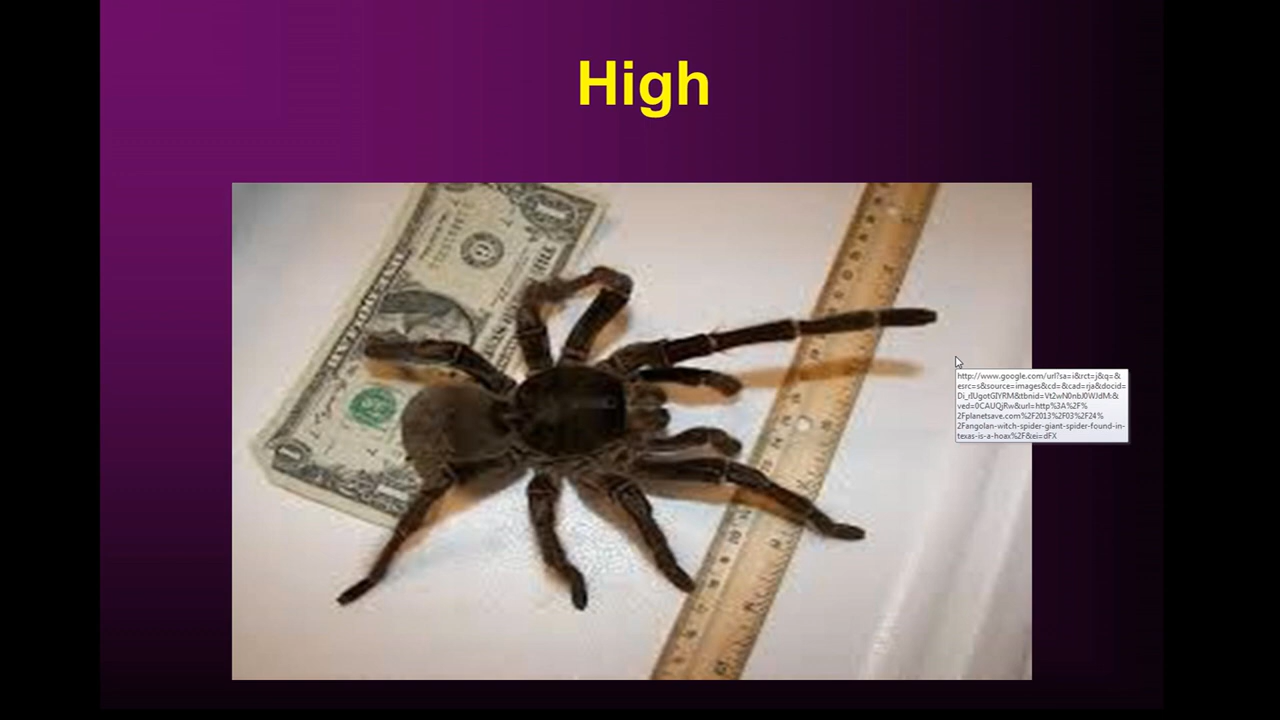 High
http://www.google.com/url?sa=i&rct=j&q=&
esrc=s&source=images&cd=&cad=rja&docid=
Di_rlUgotGIYRM&tbnid=Vt2wN0nbJ0WJdM:&
ved=0CAUQjRw&url=http%3A%2F%
2Fplanetsave.com%2F2013%2F03%2F24%
2Fangolan-witch-spider-giant-spider-found-in-
texas-is-a-hoax%2F&ei=dFX